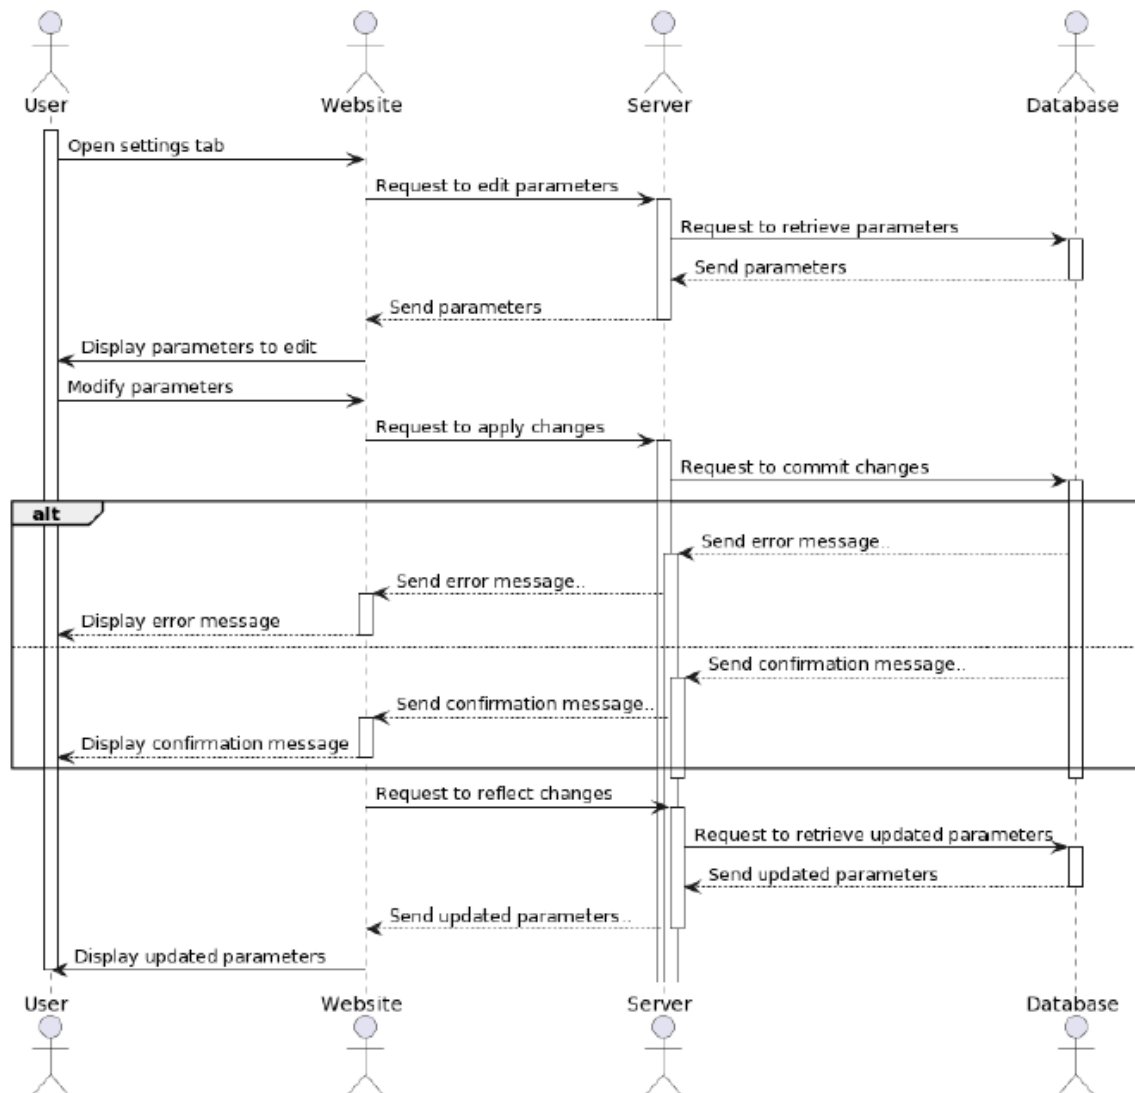 User Website Server Database
Open settings tab
Request to edit parameters
Request to retrieve parameters
Send parameters
Send parameters
Display parameters to edit
Modify parameters
Request to apply changes
Request to commit changes
alt
Send error message..
Send error message..
Display error message
Send confirmation message..
Send confirmation message..
Display confirmation message
Request to reflect changes
Request to retrieve updated parameters
Send updated parameters
Send updated parameters..
Display updated parameters
User Website Server Database